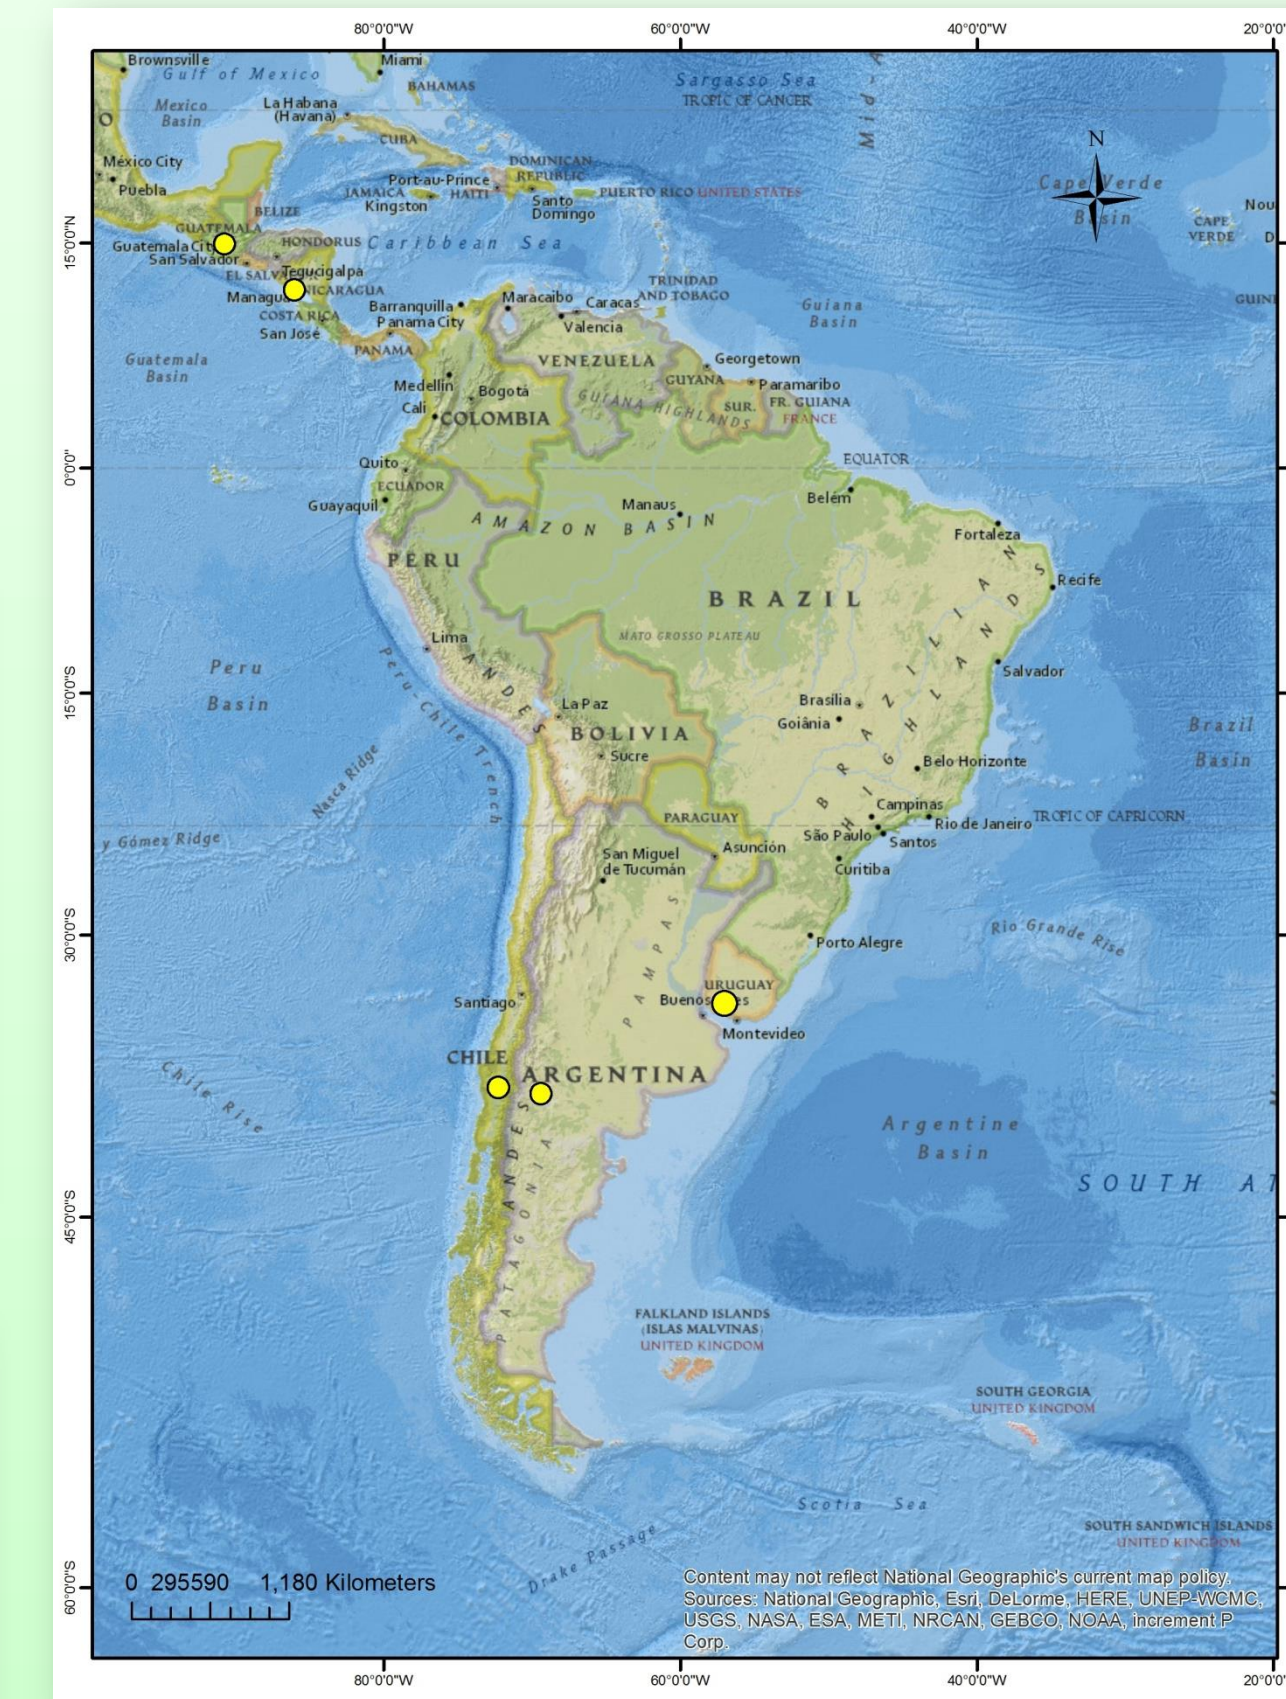 80°0'0"W
60°0'0"W
40°0'0"W
Brownsville
Gulf of Mexico
Miami
BAHAMAS
Sargasso Sea
TROPIC OF CANCER
Mexico
Basin
La Habana
(Havana)
CUBA
México City
Puebla
DOMINICAN
REPUBLIC
Port-au-Prince
JAMAICA
HAITI
PUERTO RICO UNITED STATES
Kingston
Santo
Domingo
N
Cape Verde
Basin
CAPE
VERDE
BELIZE
GUATEMALA
HONDORUS
Caribbean Sea
San Salvador
Tegucigalpa
NICARAGUA
COSTA RICA
San José
PANAMA
Barranquilla
Panama City
Maracaibo
Caracas
Valencia
TRINIDAD
AND TOBAGO
Guiana
Basin
15°0'0"N
Guatemala
Basin
VENEZUELA
Georgetown
GUYANA
Paramaribo
SUR.
FR. GUIANA
FRANCE
GUIANA HIGHLANDS
Medellín
Bogotá
Cali
COLOMBIA
0°0'0"
Quito
ECUADOR
Guayaquil
EQUATOR
Manaus
Belém
AMAZON BASIN
Fortaleza
PERU
Recife
BRAZIL
MATO GROSSO PLATEAU
BRAZILIAN
HIGHLANDS
Lima
ANDES
Peru
Basin
Peru-Chile Trench
Salvador
15°0'0"S
La Paz
BOLIVIA
Sucre
Brasília
Goiânia
Brazil
Basin
Nasca Ridge
Belo Horizonte
PARAGUAY
Campinas
São Paulo
Rio de Janeiro
TROPIC OF CAPRICORN
Santos
y Gómez Ridge
San Miguel
de Tucumán
Asunción
Curitiba
PAMPAS
30°0'0"S
Porto Alegre
Rio Grande Rise
Santiago
URUGUAY
Montevideo
CHILE
ARGENTINA
Chile Rise
ANDES
PATAGONIA
Argentine
Basin
SOUTH AT
45°0'0"S
FALKLAND ISLANDS
(ISLAS MALVINAS)
UNITED KINGDOM
SOUTH GEORGIA
UNITED KINGDOM
Scotia Sea
SOUTH SANDWICH ISLANDS
UNITED KINGDOM
Drake Passage
60°0'0"S
0 295590 1,180 Kilometers
Content may not reflect National Geographic's current map policy.
Sources: National Geographic, Esri, DeLorme, HERE, UNEP-WCMC,
USGS, NASA, ESA, METI, NRCAN, GEBCO, NOAA, increment P
Corp.
80°0'0"W
60°0'0"W
40°0'0"W